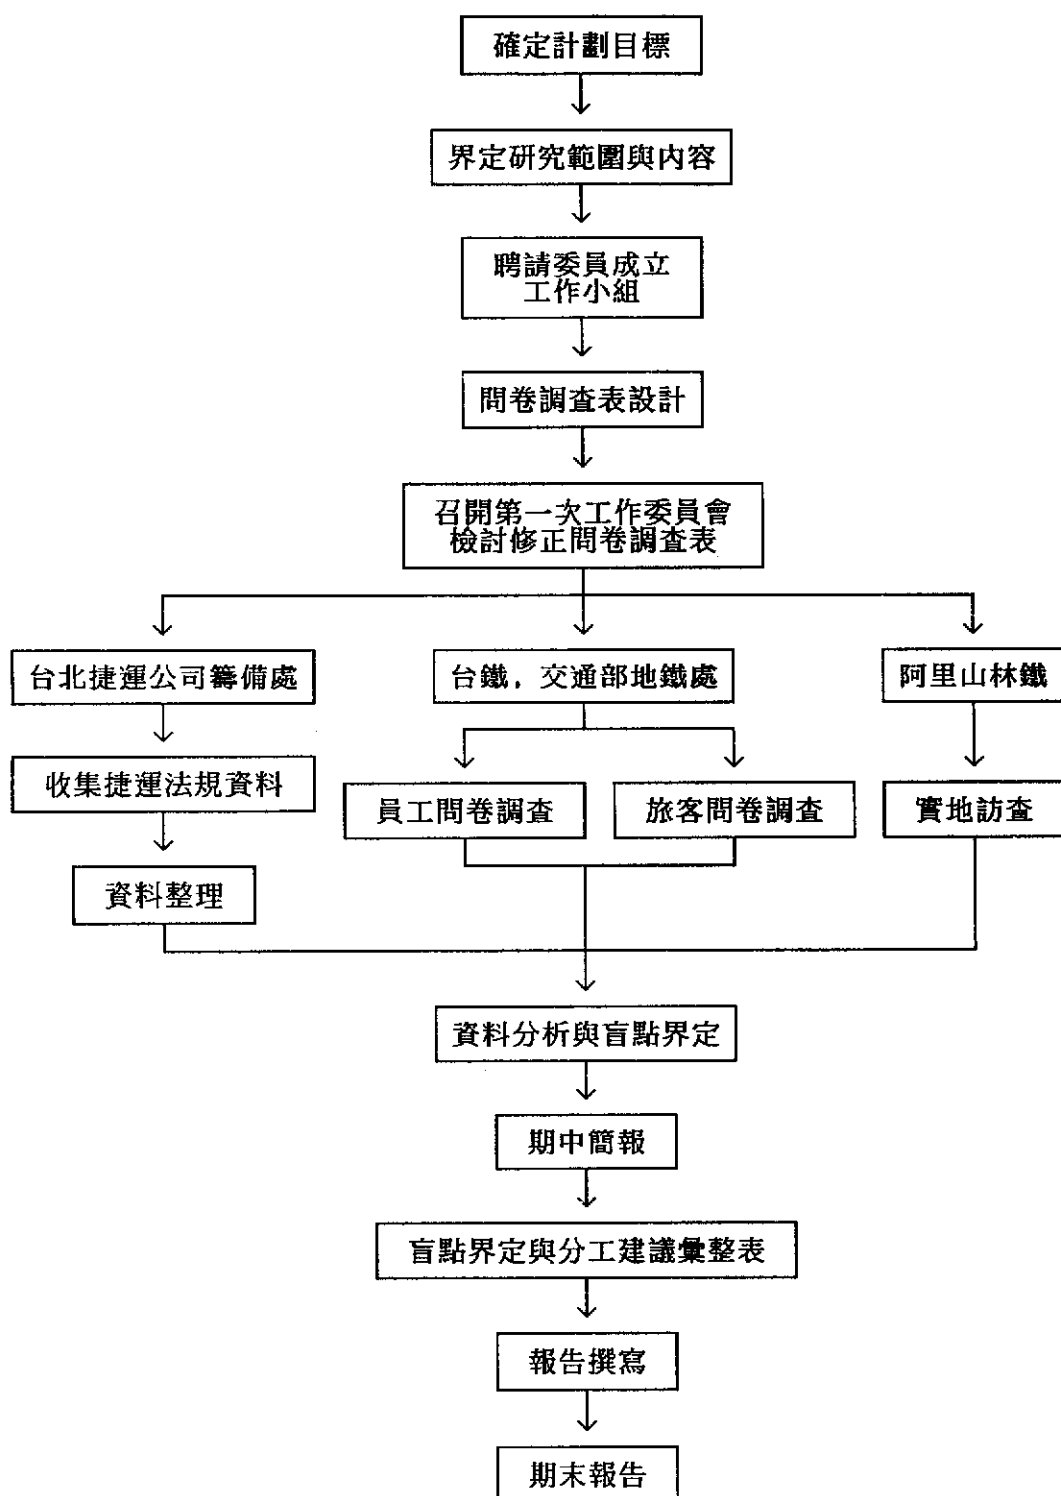 確定計劃目標
界定研究範圍與內容
聘請委員成立
工作小組
問卷調查表設計
召開第一次工作委員會
檢討修正問卷調查表
台北捷運公司籌備處
台鐵，交通部地鐵處
阿里山林鐵
收集捷運法規資料
員工問卷調查
旅客問卷調查
實地訪查
資料整理
資料分析與盲點界定
期中簡報
盲點界定與分工建議彙整表
報告撰寫
期末報告